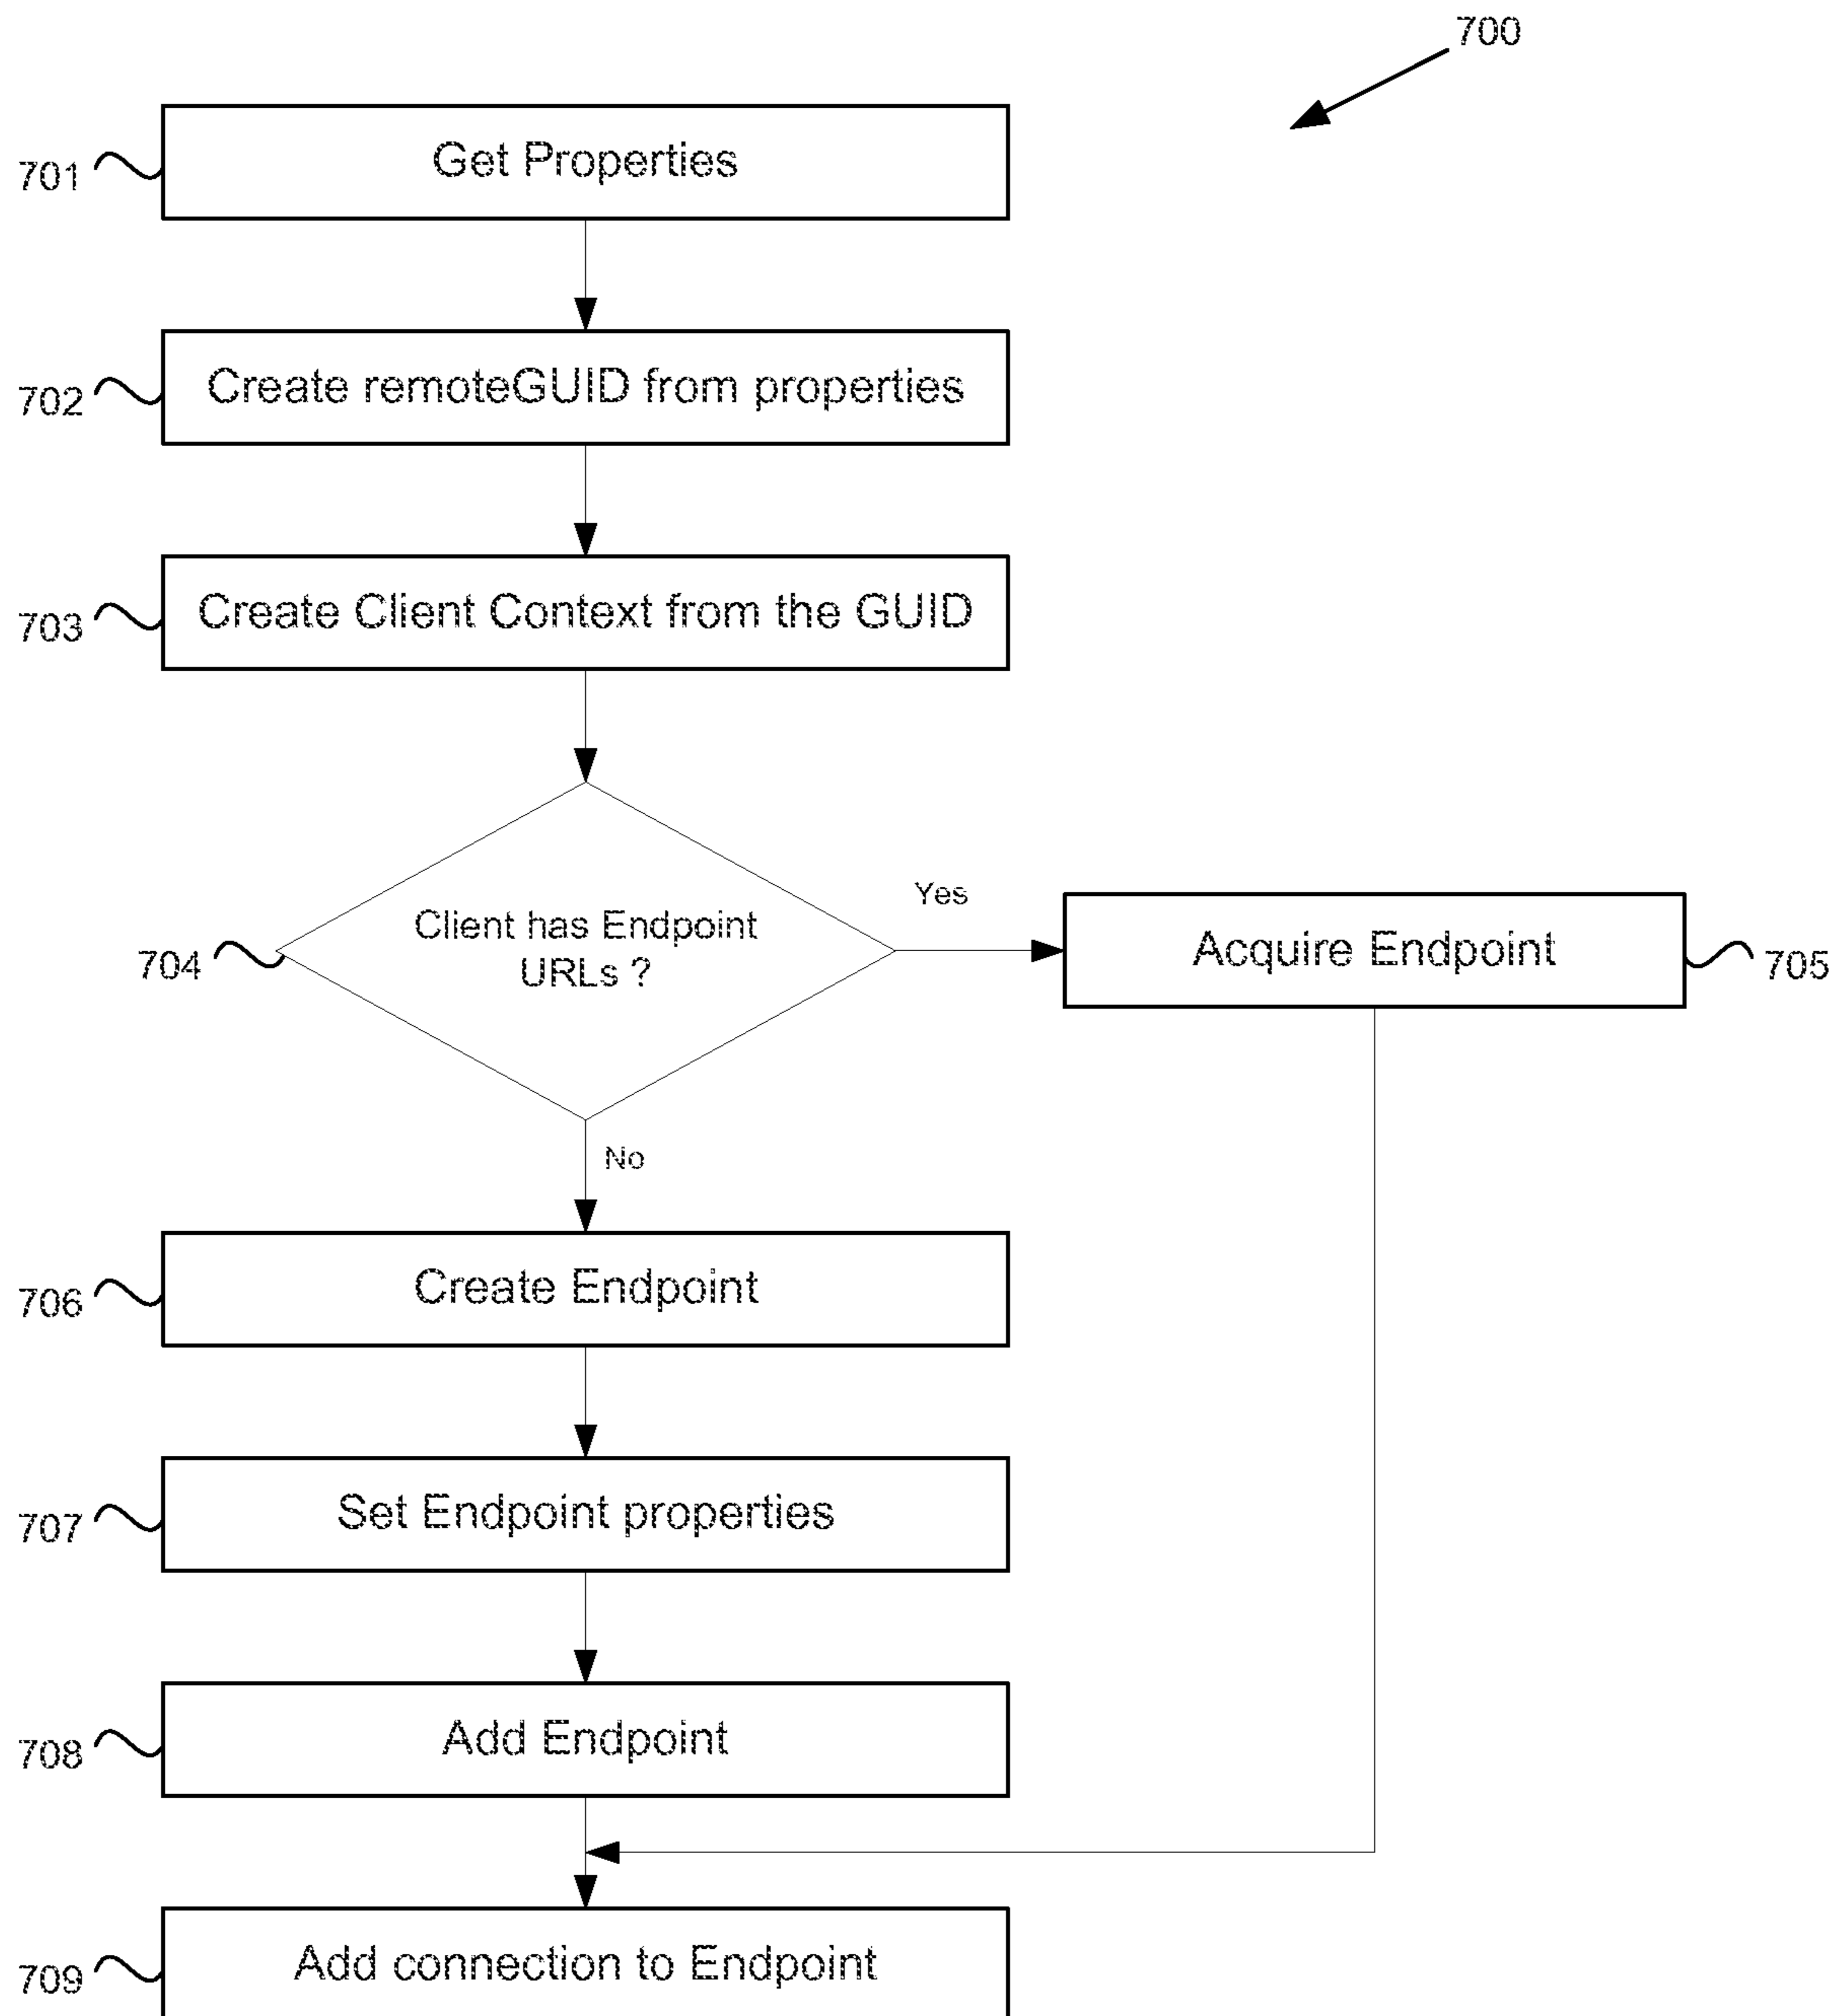 700
701
Get Properties
702
Create remoteGUID from properties
703
Create Client Context from the GUID
704
Client has Endpoint
URLs ?
Yes
Acquire Endpoint
705
No
706
Create Endpoint
707
Set Endpoint properties
708
Add Endpoint
709
Add connection to Endpoint